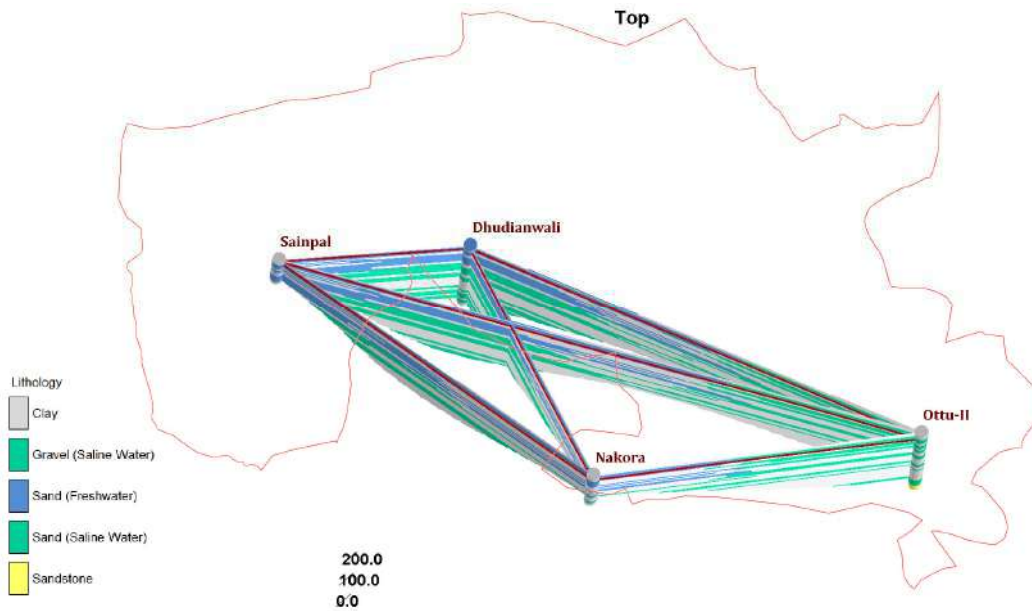 Top
Dhudianwali
Sainpal
Ottu-II
Nakora
Lithology
Clay
Gravel (Saline Water)
Sand (Freshwater)
Sand (Saline Water)
Sandstone
200.0
100.0
0.0